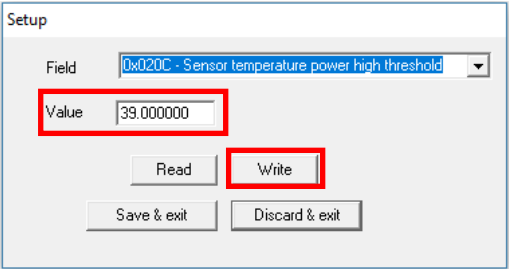 Setup
Field 0x020C - Sensor temperature power high threshold
Value 39.000000
Read Write
Save & exit Discard & exit